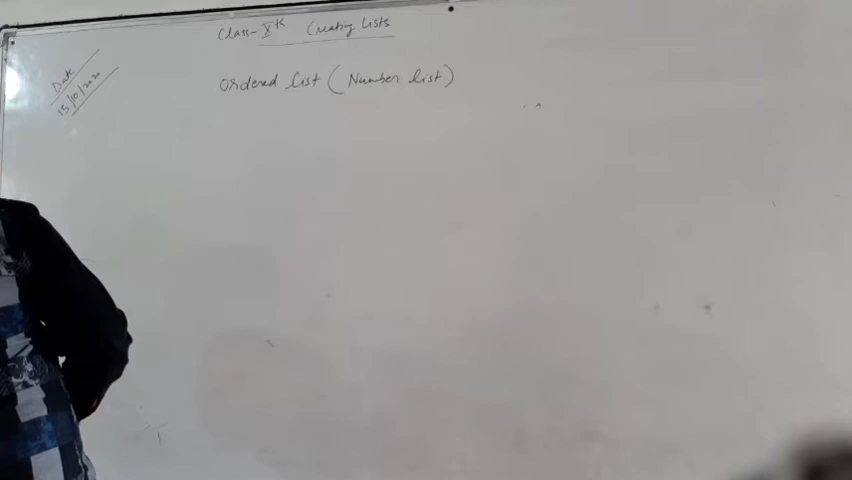 Class-Xth Creating Lists
Date
15/10/2020
Ordered list (Number list)